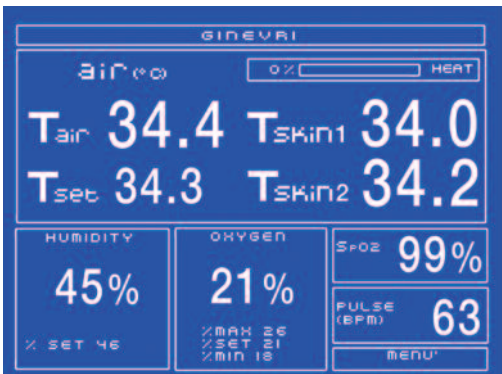 GINEVRI
air
0% HEAT
Tair 34.4 Tskin1 34.0
Tset 34.3 Tskin2 34.2
HUMIDITY
45%
% SET 46
OXYGEN
21%
%MAX 26
%SET 21
%MIN 18
SPO2 99%
PULSE
(BPM) 63
MENU'